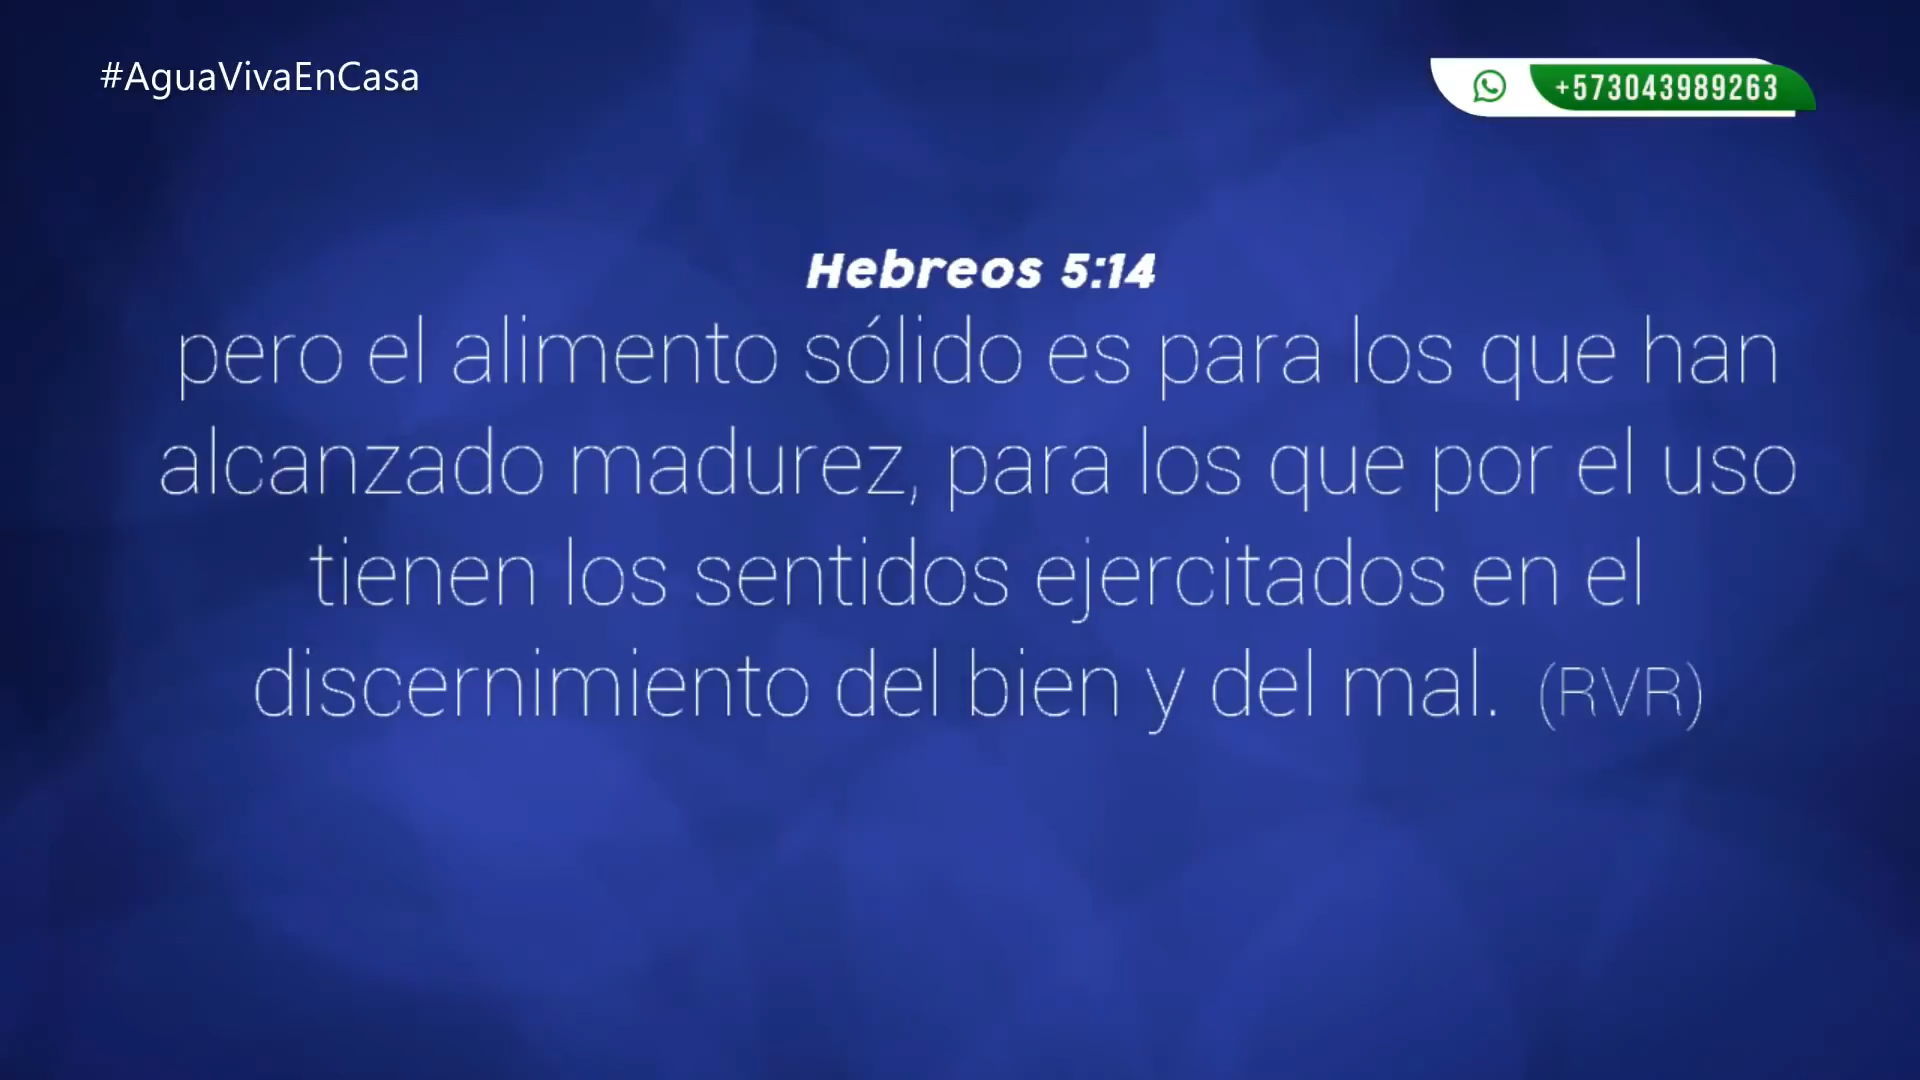 #AguaVivaEnCasa
+573043989263
Hebreos 5:14
pero el alimento sólido es para los que han
alcanzado madurez, para los que por el uso
tienen los sentidos ejercitados en el
discernimiento del bien y del mal. (RVR)